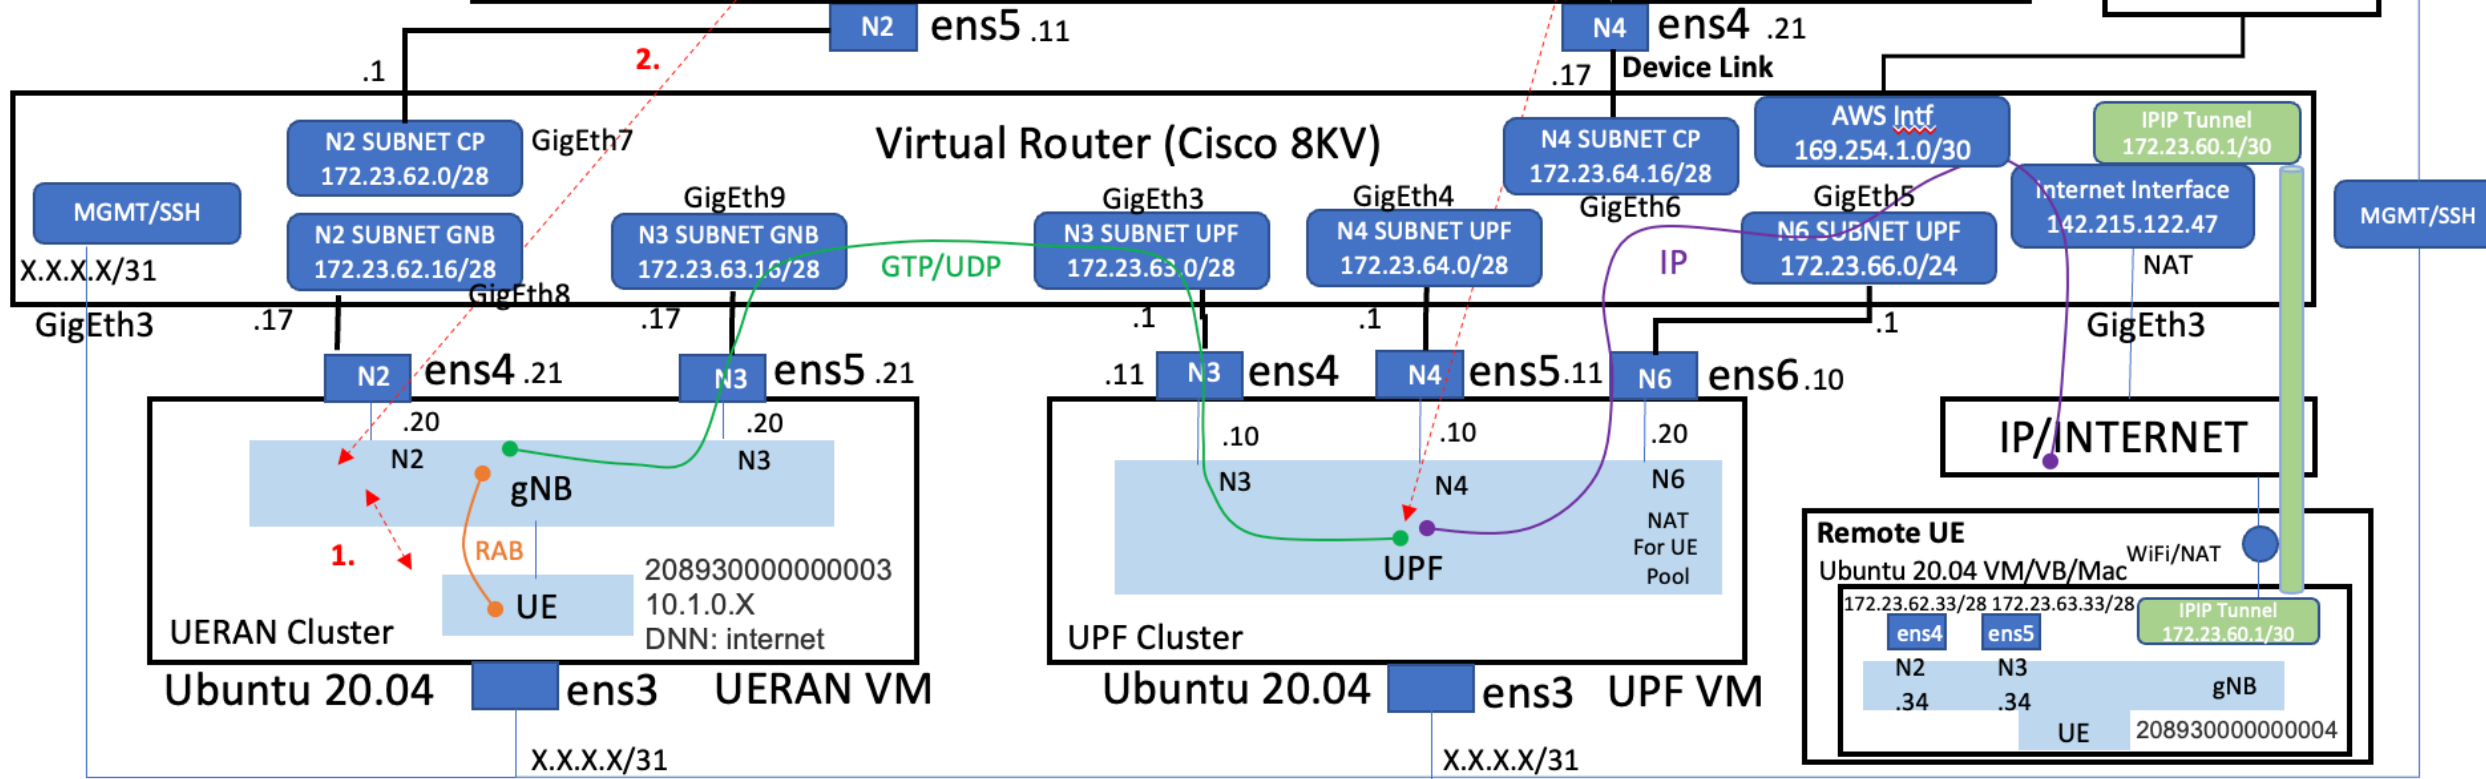 N2
ens5 .11
N4
ens4 .21
2.
.1
.17
Device Link
Virtual Router (Cisco 8KV)
N2 SUBNET CP
172.23.62.0/28
GigEth7
N4 SUBNET CP
172.23.64.16/28
GigEth6
AWS Intf
169.254.1.0/30
IPIP Tunnel
172.23.60.1/30
MGMT/SSH
X.X.X.X/31
GigEth3
N2 SUBNET GNB
172.23.62.16/28
GigEth8
GigEth9
N3 SUBNET GNB
172.23.63.16/28
GTP/UDP
GigEth3
N3 SUBNET UPF
172.23.63.0/28
GigEth4
N4 SUBNET UPF
172.23.64.0/28
IP
GigEth5
N6 SUBNET UPF
172.23.66.0/24
Internet Interface
142.215.122.47
NAT
GigEth3
MGMT/SSH
.17
.17
.1
.1
.1
N2
ens4 .21
N3
ens5 .21
.11
N3
ens4
N4
ens5 .11
N6
ens6 .10
.20
.20
N2
N3
gNB
1.
RAB
UE
208930000000003
10.1.0.X
DNN: internet
UERAN Cluster
Ubuntu 20.04
ens3
UERAN VM
X.X.X.X/31
.10
.10
.20
N3
N4
N6
NAT
For UE
Pool
UPF
UPF Cluster
Ubuntu 20.04
ens3
UPF VM
X.X.X.X/31
IP/INTERNET
Remote UE
WiFi/NAT
Ubuntu 20.04 VM/VB/Mac
172.23.62.33/28 172.23.63.33/28
IPIP Tunnel
172.23.60.1/30
ens4
ens5
N2
N3
.34
.34
gNB
UE
208930000000004